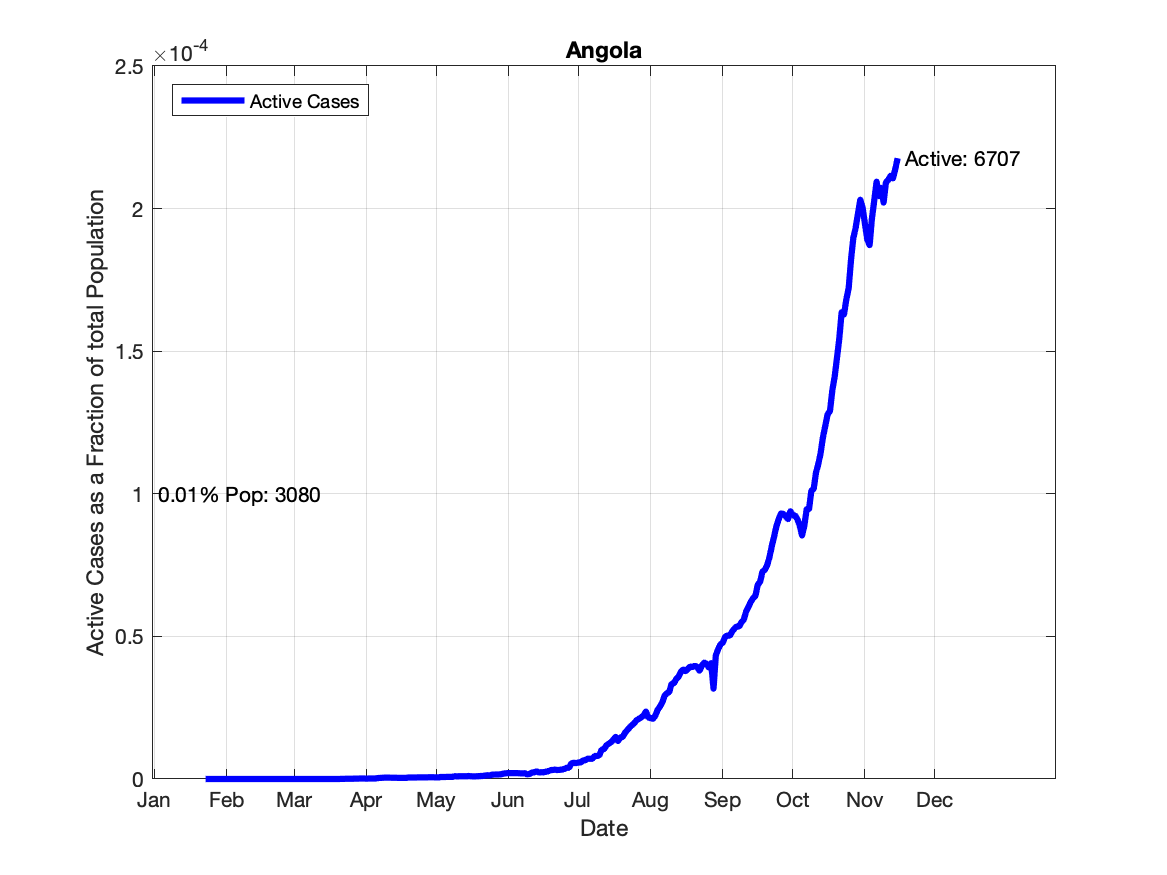 Angola
×10-4
2.5
2
1.5
1
0.5
0
Active Cases
Active: 6707
0.01% Pop: 3080
Active Cases as a Fraction of total Population
Jan Feb Mar Apr May Jun Jul Aug Sep Oct Nov Dec
Date